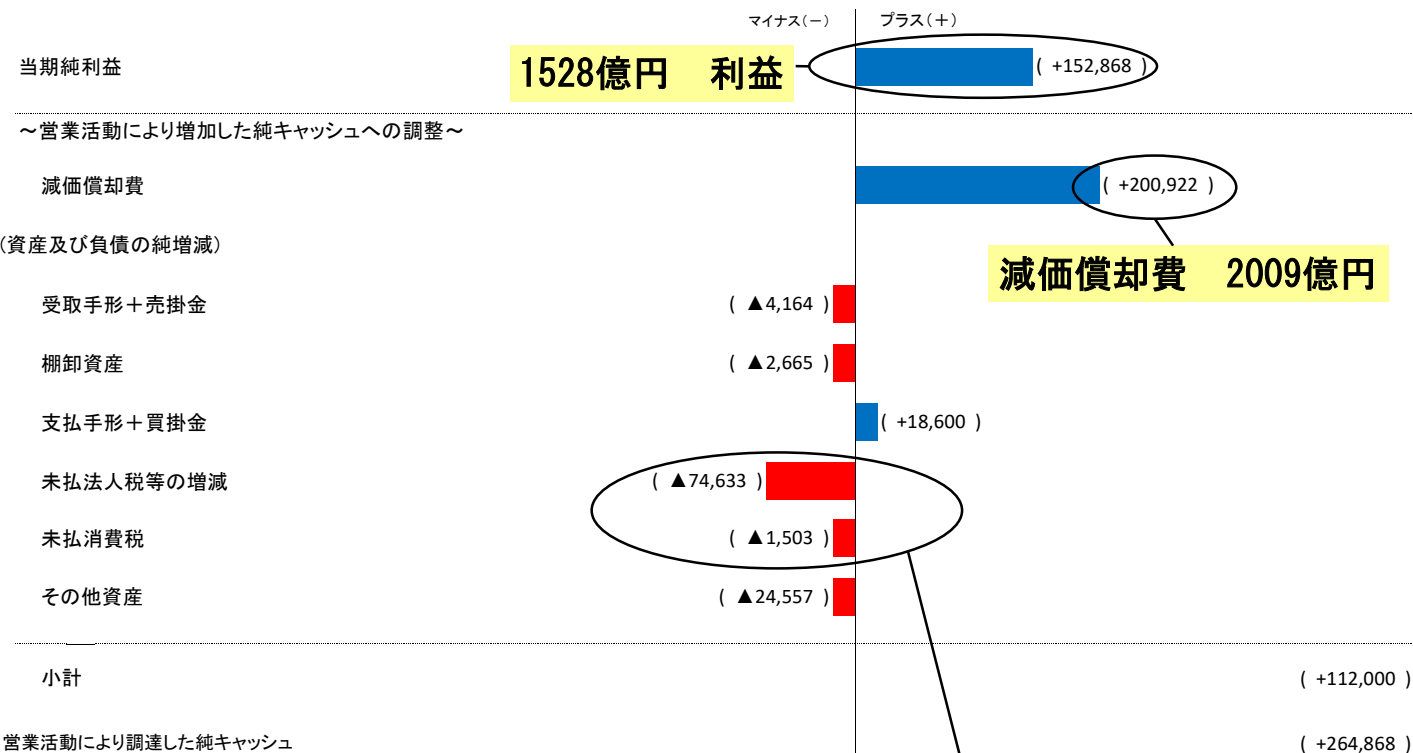 マイナス(－) プラス(＋)
当期純利益 1528億円　利益 ( +152,868 )
～営業活動により増加した純キャッシュへの調整～
減価償却費 ( +200,922 )
(資産及び負債の純増減)
減価償却費　2009億円
受取手形＋売掛金 ( ▲4,164 )
棚卸資産 ( ▲2,665 )
支払手形＋買掛金 ( +18,600 )
未払法人税等の増減 ( ▲74,633 )
未払消費税 ( ▲1,503 )
その他資産 ( ▲24,557 )
小計 ( +112,000 )
営業活動により調達した純キャッシュ ( +264,868 )